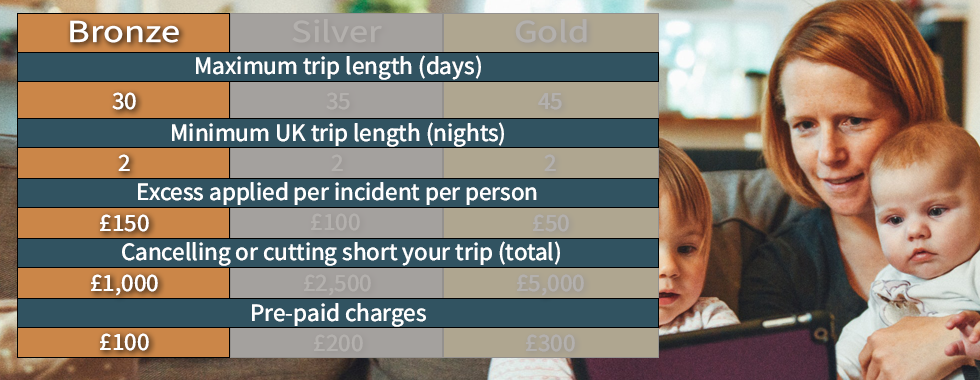 Bronze Silver Gold
Maximum trip length (days)
30 35 45
Minimum UK trip length (nights)
2 2 2
Excess applied per incident per person
£150 £100 £50
Cancelling or cutting short your trip (total)
£1,000 £2,500 £5,000
Pre-paid charges
£100 £200 £300